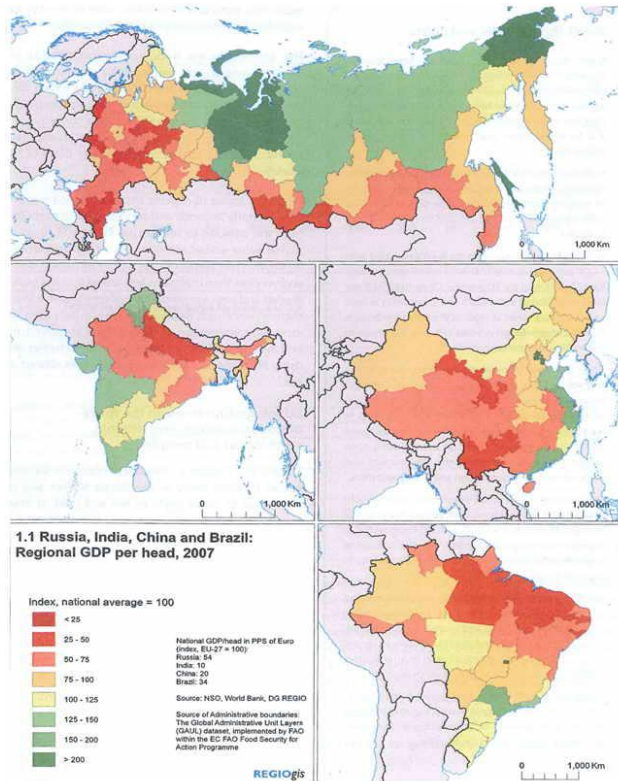 0 1,000 Km
0 1,000 Km
0 1,000 Km
1.1 Russia, India, China and Brazil:
Regional GDP per head, 2007
Index, national average = 100
< 25
25 - 50
50 - 75
75 - 100
100 - 125
125 - 150
150 - 200
> 200
National GDP/head in PPS of Euro
(index, EU-27 = 100):
Russia: 54
India: 10
China: 20
Brazil: 34
Source: NSO, World Bank, DG REGIO
Source of Administrative boundaries:
The Global Administrative Unit Layers
(GAUL) dataset, implemented by FAO
within the EC FAO Food Security for
Action Programme
REGIOgis
0 1,000 Km